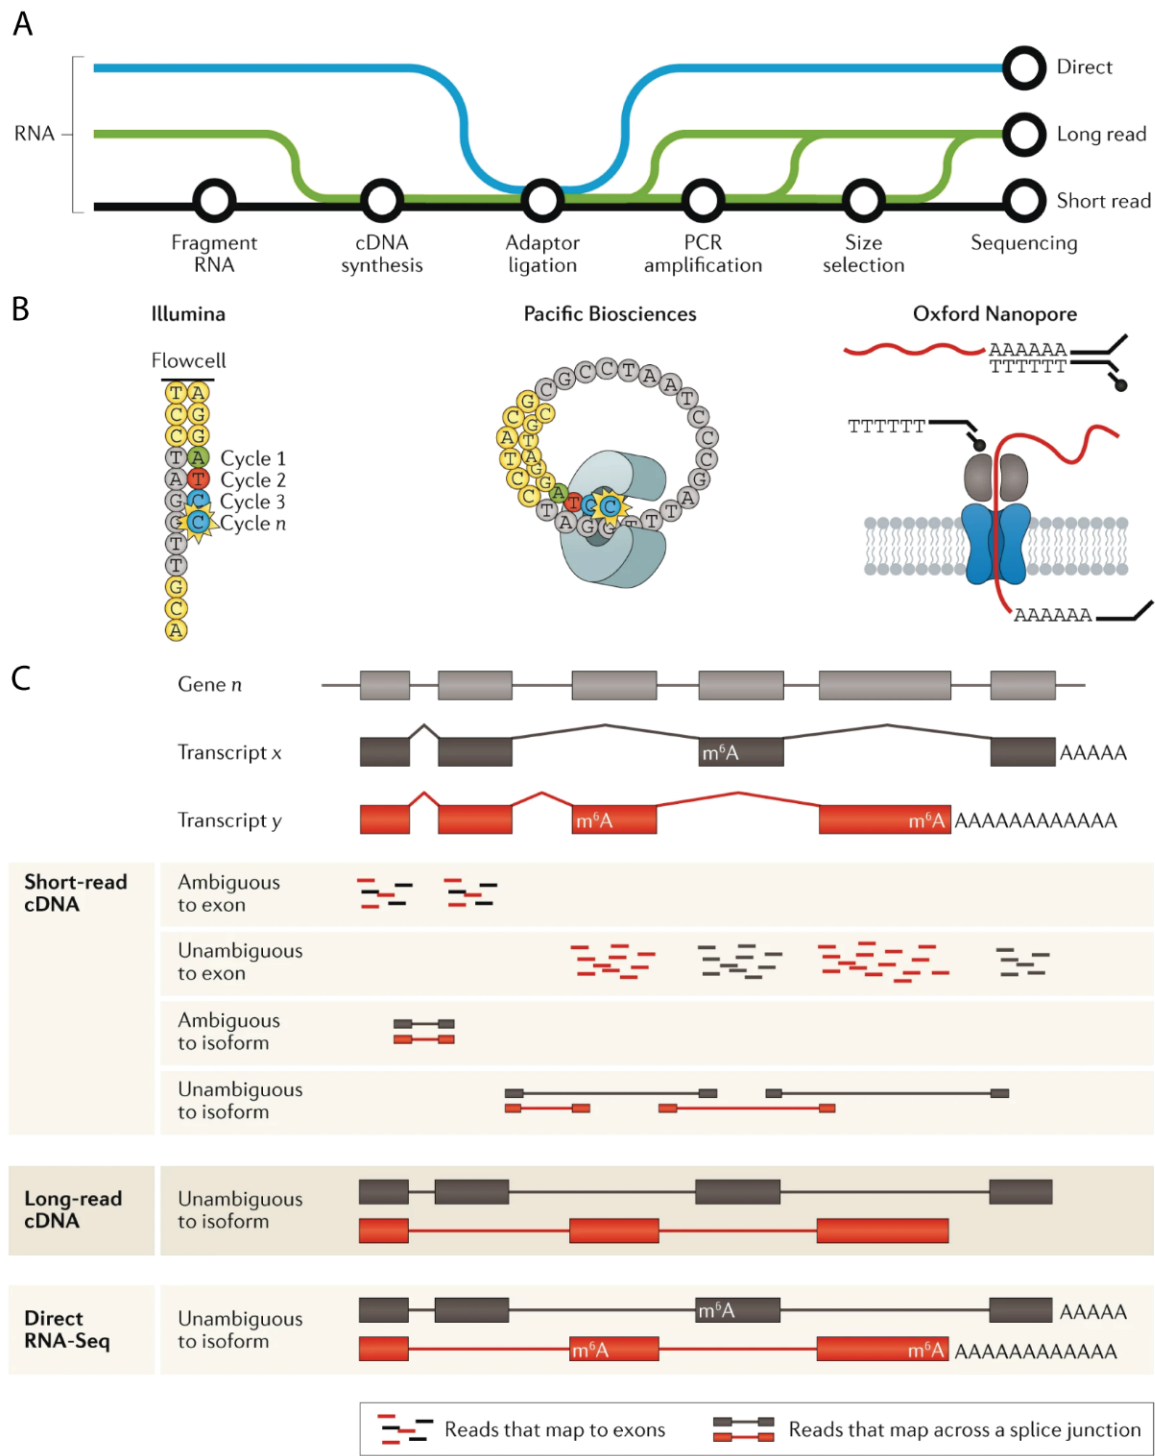 A
RNA
Direct
Long read
Short read
Fragment
RNA
cDNA
synthesis
Adaptor
ligation
PCR
amplification
Size
selection
Sequencing
B
Illumina
Flowcell
T A
C G
C G
T A Cycle 1
A T Cycle 2
G C Cycle 3
G C Cycle n
T
T
G
C
A
Pacific Biosciences
C G C C T A A T C C C G A G T T T G G A T C C T A C G
C G T A G G A T C C
Oxford Nanopore
AAAAAA
TTTTTT
TTTTTT
AAAAAA
C
Gene n
Transcript x
m⁶A
AAAAA
Transcript y
m⁶A
m⁶A
AAAAAAAAAAAA
Short-read
cDNA
Ambiguous
to exon
Unambiguous
to exon
Ambiguous
to isoform
Unambiguous
to isoform
Long-read
cDNA
Unambiguous
to isoform
Direct
RNA-Seq
Unambiguous
to isoform
m⁶A
AAAAA
m⁶A
m⁶A
AAAAAAAAAAAA
Reads that map to exons
Reads that map across a splice junction